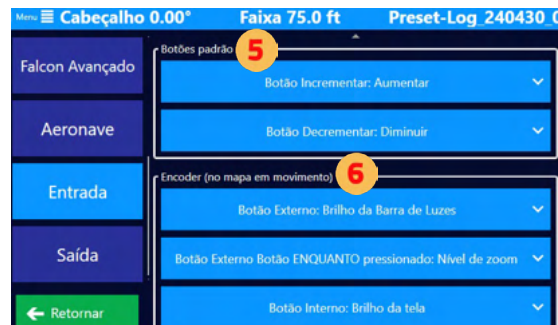 Menu ☰ Cabeçalho 0.00° Faixa 75.0 ft Preset-Log_240430_
Botões padrão 5
Falcon Avançado
Botão Incrementar: Aumentar
Aeronave
Botão Decrementar: Diminuir
Encoder (no mapa em movimento) 6
Entrada
Botão Externo: Brilho da Barra de Luzes
Saída
Botão Externo Botão ENQUANTO pressionado: Nível de zoom
← Retornar
Botão Interno: Brilho da tela